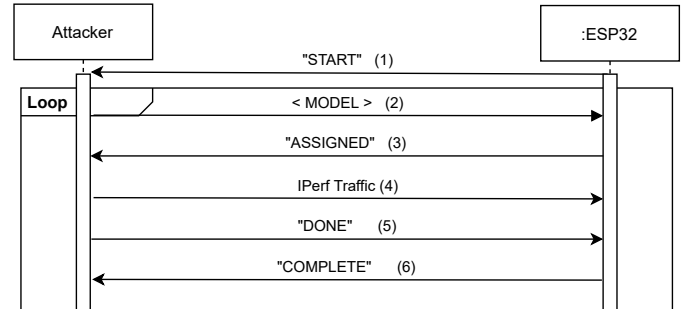 Attacker
:ESP32
"START" (1)
Loop
< MODEL > (2)
"ASSIGNED" (3)
IPerf Traffic (4)
"DONE" (5)
"COMPLETE" (6)